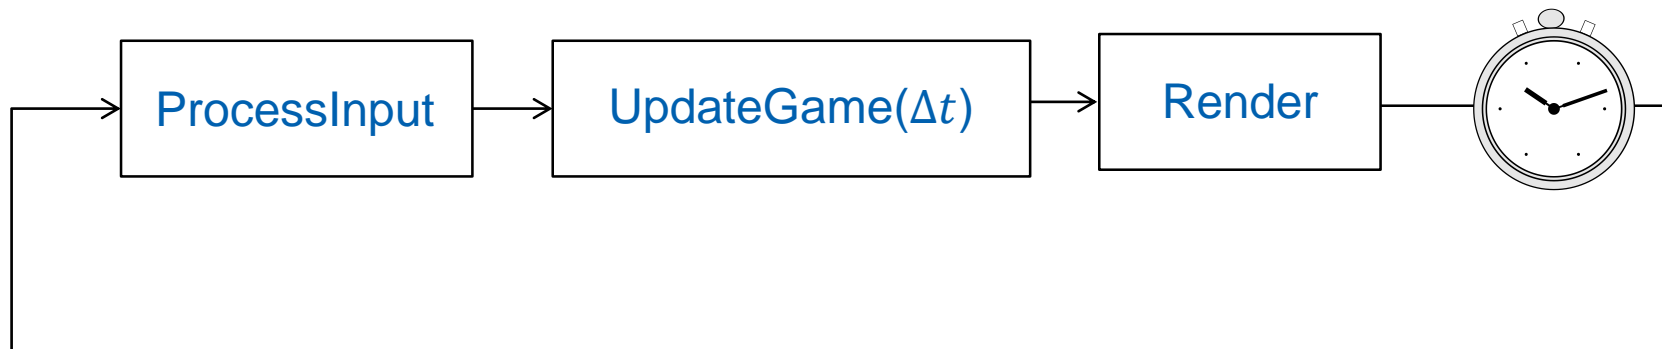 ProcessInput
UpdateGame(Δ𝑡)
Render